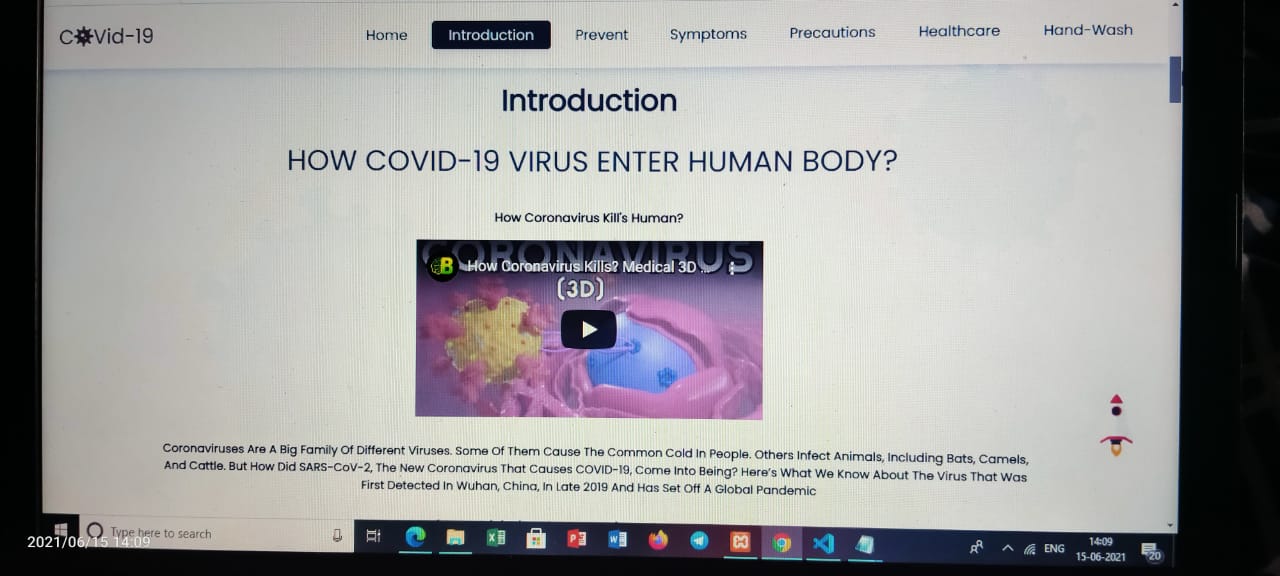 COVid-19
Home
Introduction
Prevent
Symptoms
Precautions
Healthcare
Hand-Wash
Introduction
HOW COVID-19 VIRUS ENTER HUMAN BODY?
How Coronavirus Kill's Human?
CORONAVIRUS
B
How Coronavirus Kills? Medical 3D ...
(3D)
Coronaviruses Are A Big Family Of Different Viruses. Some Of Them Cause The Common Cold In People. Others Infect Animals, Including Bats, Camels,
And Cattle. But How Did SARS-CoV-2, The New Coronavirus That Causes COVID-19, Come Into Being? Here's What We Know About The Virus That Was
First Detected In Wuhan, China, In Late 2019 And Has Set Off A Global Pandemic
Type here to search
ENG
14:09
15-06-2021
20
2021/06/15 14:09